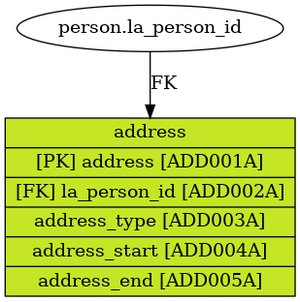 person.la_person_id
FK
address
[PK] address [ADD001A]
[FK] la_person_id [ADD002A]
address_type [ADD003A]
address_start [ADD004A]
address_end [ADD005A]